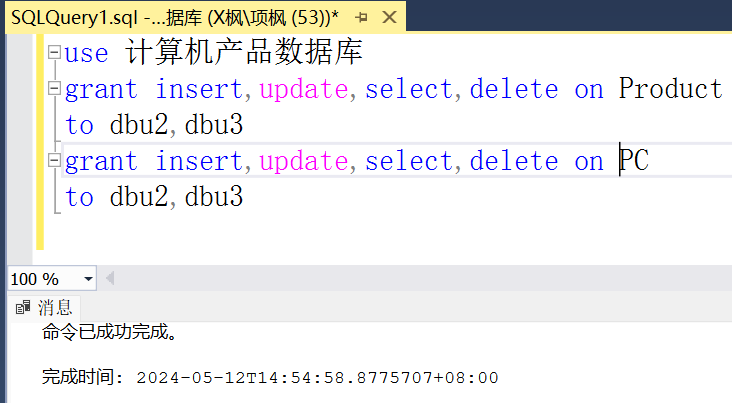 SQLQuery1.sql -...据库 (X枫\项枫 (53))*
use 计算机产品数据库
grant insert,update,select,delete on Product
to dbu2,dbu3
grant insert,update,select,delete on PC
to dbu2,dbu3
100 %
消息
命令已成功完成。
完成时间: 2024-05-12T14:54:58.8775707+08:00